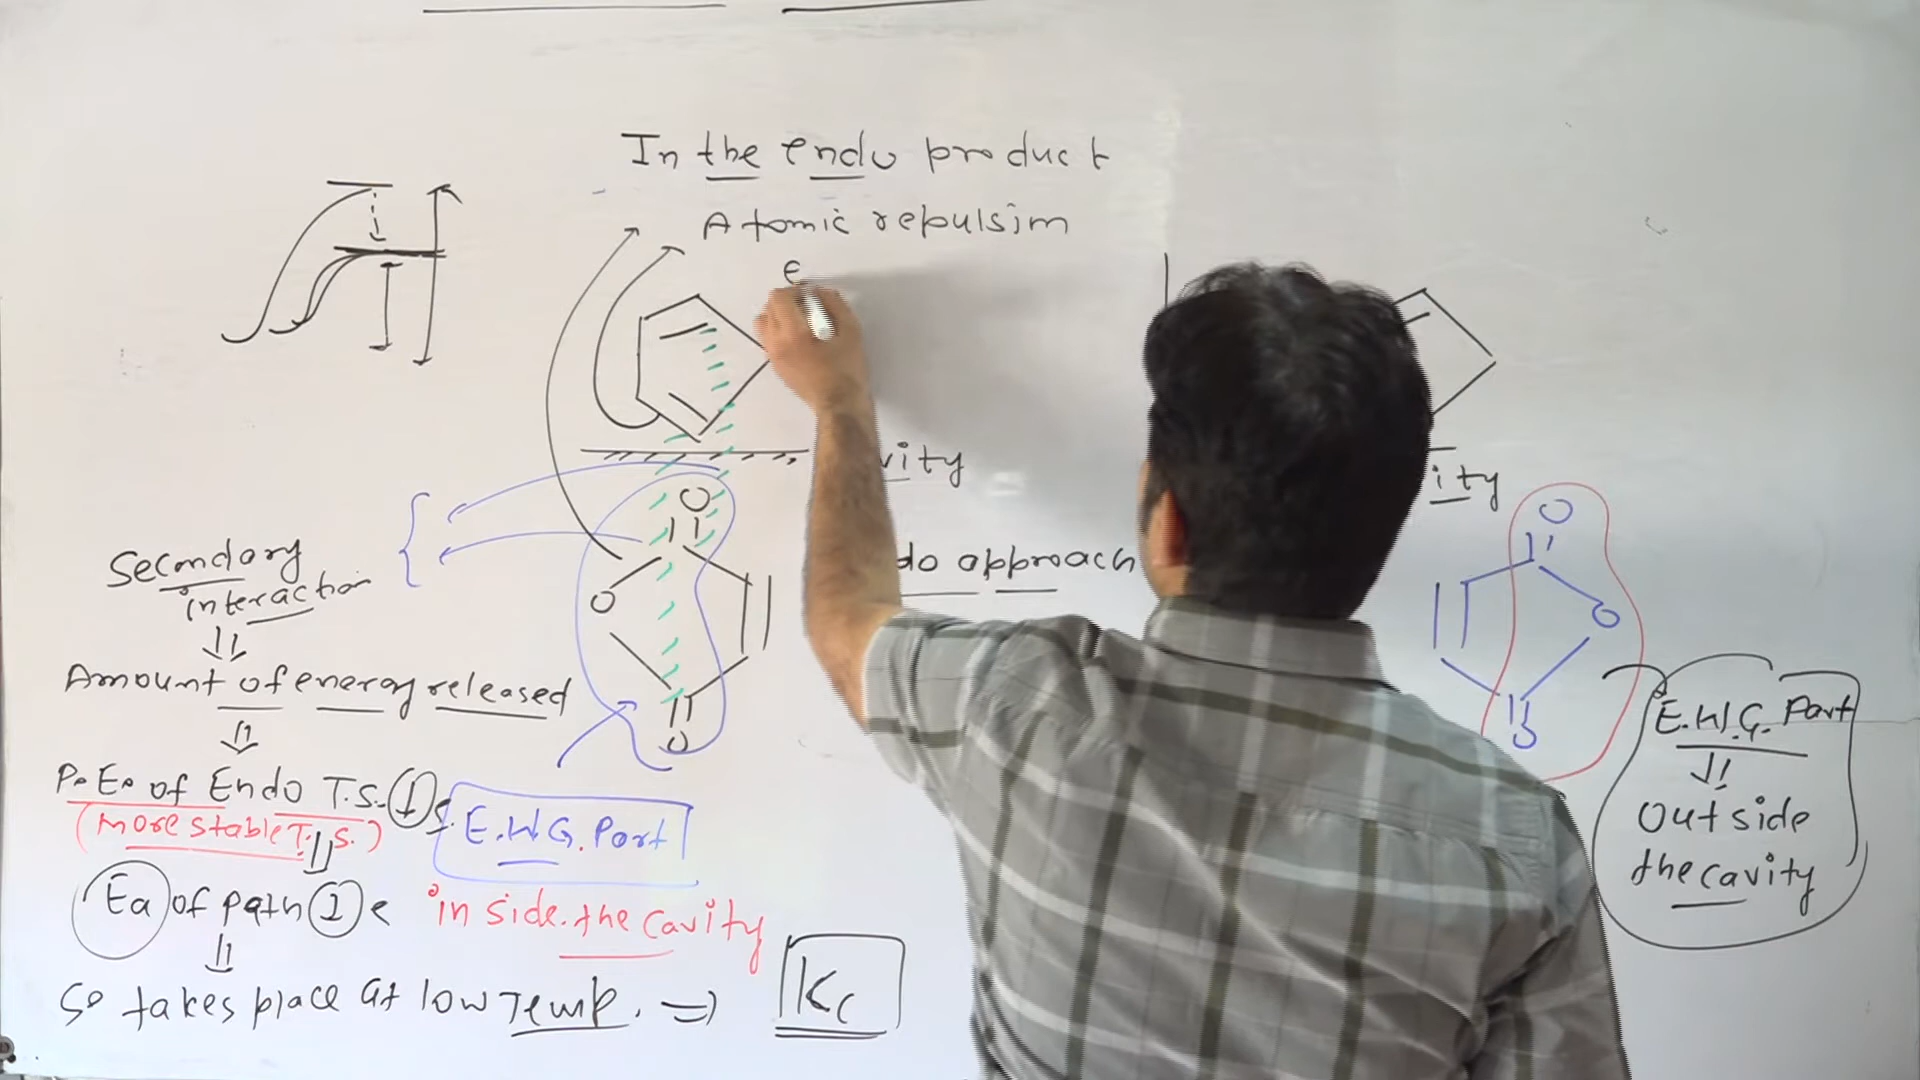 In the endo product
Atomic repulsim
E
vity
O
do approach
O
O
Secondary
interaction
Amount of energy released
P.E. of Endo T.S. (I) <
(more stable T.S.)
E.W.G. Part
Ea of path (I) <
in side the cavity
So takes place at low Temp. ⇒
Kc
ity
O
O
O
E.W.G. Part
Outside
the cavity